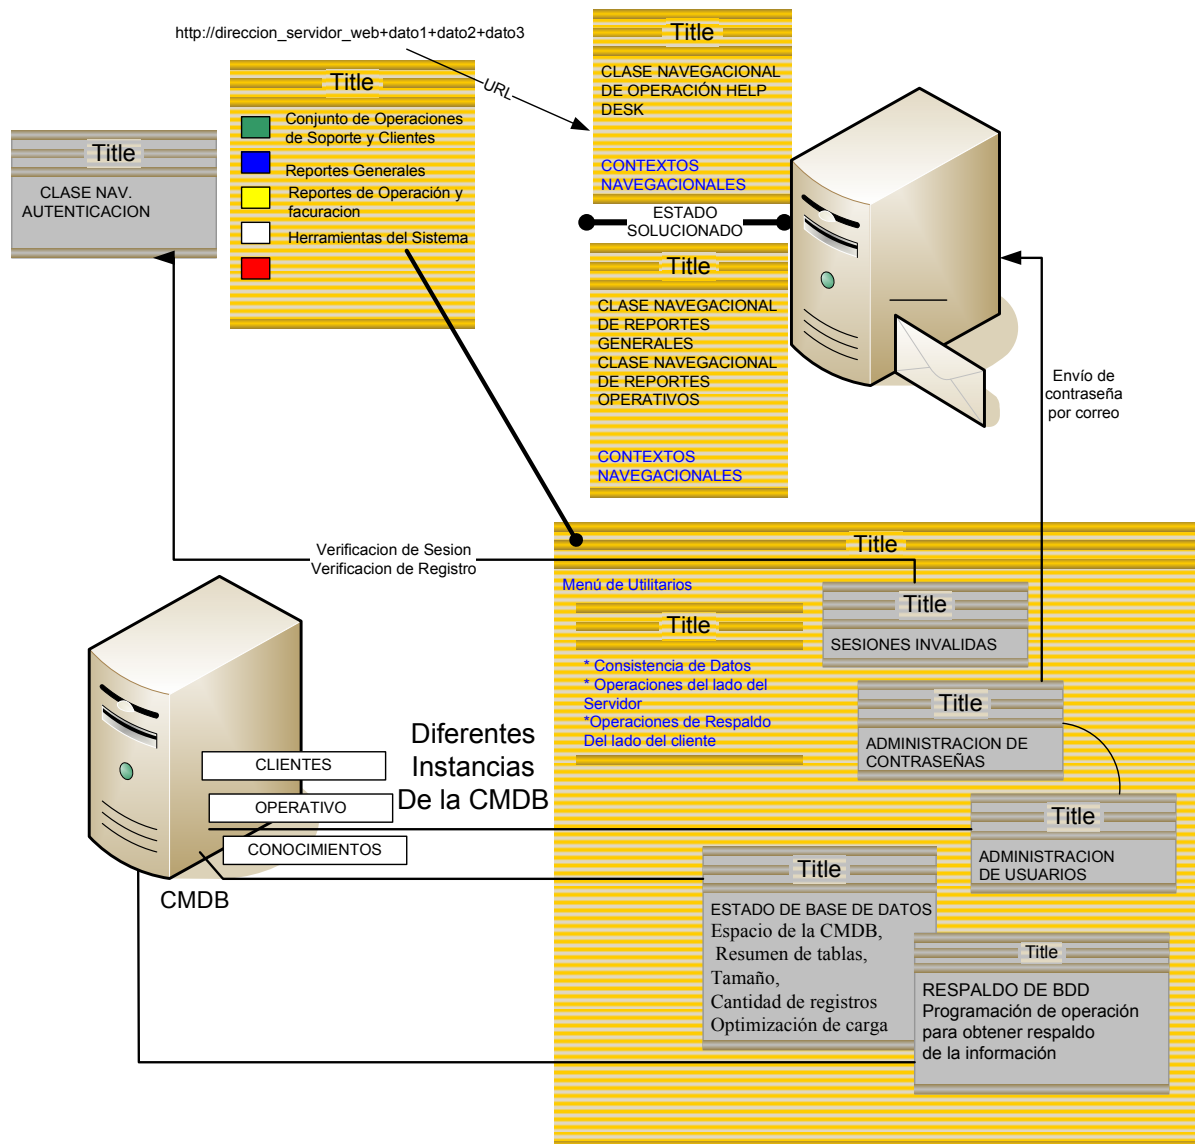 http://direccion_servidor_web+dato1+dato2+dato3
URL
Title
CLASE NAV.
AUTENTICACION
Title
Conjunto de Operaciones
de Soporte y Clientes
Reportes Generales
Reportes de Operación y
facuracion
Herramientas del Sistema
Title
CLASE NAVEGACIONAL
DE OPERACIÓN HELP
DESK
CONTEXTOS
NAVEGACIONALES
ESTADO
SOLUCIONADO
Title
CLASE NAVEGACIONAL
DE REPORTES
GENERALES
CLASE NAVEGACIONAL
DE REPORTES
OPERATIVOS
CONTEXTOS
NAVEGACIONALES
Envío de
contraseña
por correo
Verificacion de Sesion
Verificacion de Registro
Title
Menú de Utilitarios
Title
* Consistencia de Datos
* Operaciones del lado del
Servidor
*Operaciones de Respaldo
Del lado del cliente
Title
SESIONES INVALIDAS
Title
ADMINISTRACION DE
CONTRASEÑAS
Title
ADMINISTRACION
DE USUARIOS
Diferentes
Instancias
De la CMDB
CLIENTES
OPERATIVO
CONOCIMIENTOS
CMDB
Title
ESTADO DE BASE DE DATOS
Espacio de la CMDB,
Resumen de tablas,
Tamaño,
Cantidad de registros
Optimización de carga
Title
RESPALDO DE BDD
Programación de operación
para obtener respaldo
de la información